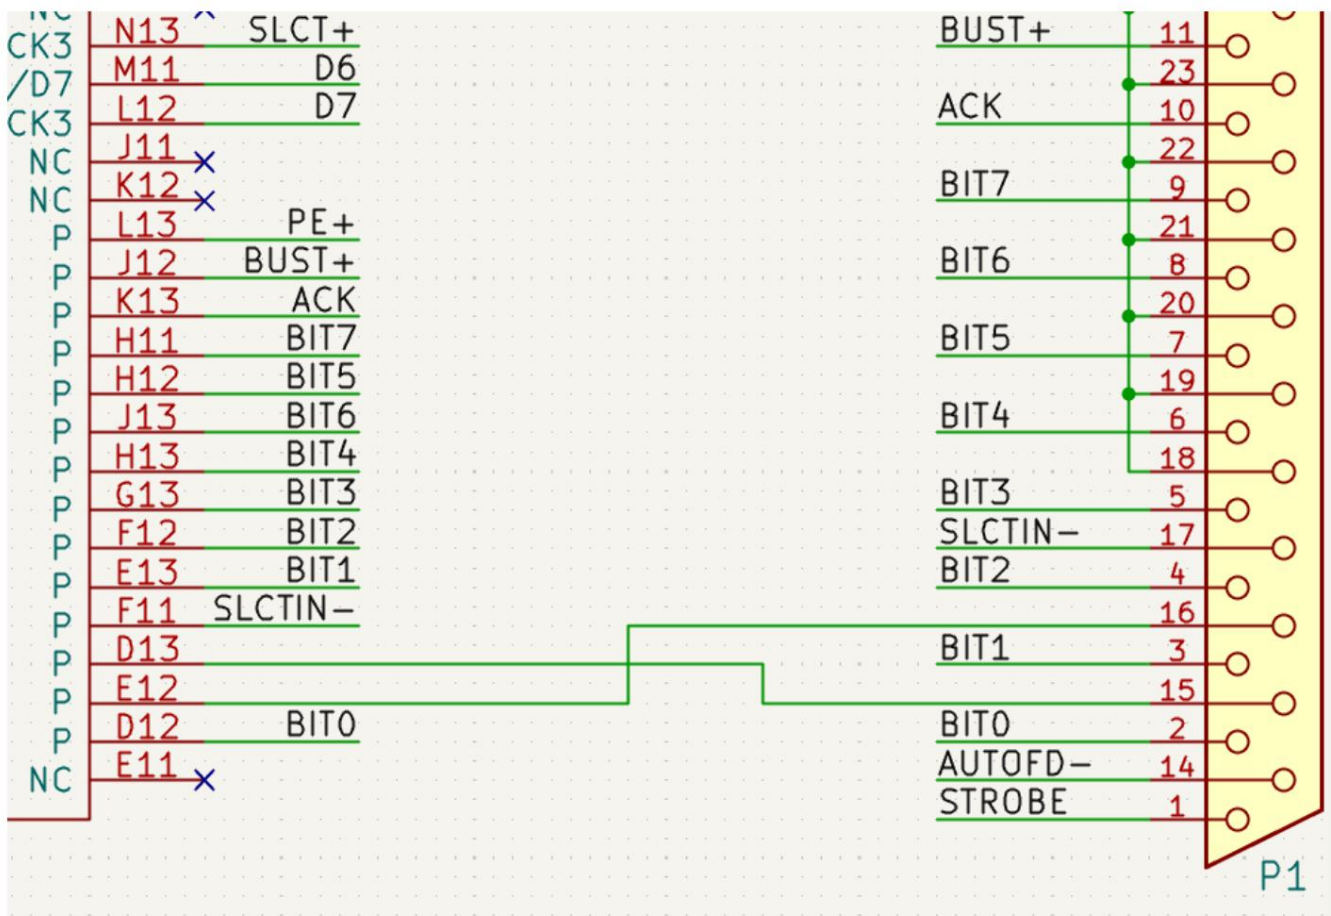 NC
CK3 N13 SLCT+ BUST+ 11
/D7 M11 D6 23
CK3 L12 D7 ACK 10
NC J11 22
NC K12 BIT7 9
P L13 PE+ 21
P J12 BUST+ BIT6 8
P K13 ACK 20
P H11 BIT7 BIT5 7
P H12 BIT5 19
P J13 BIT6 BIT4 6
P H13 BIT4 18
P G13 BIT3 BIT3 5
P F12 BIT2 SLCTIN- 17
P E13 BIT1 BIT2 4
P F11 SLCTIN- 16
P D13 BIT1 3
P E12 15
P D12 BIT0 BIT0 2
NC E11 AUTOFD- 14
STROBE 1
P1